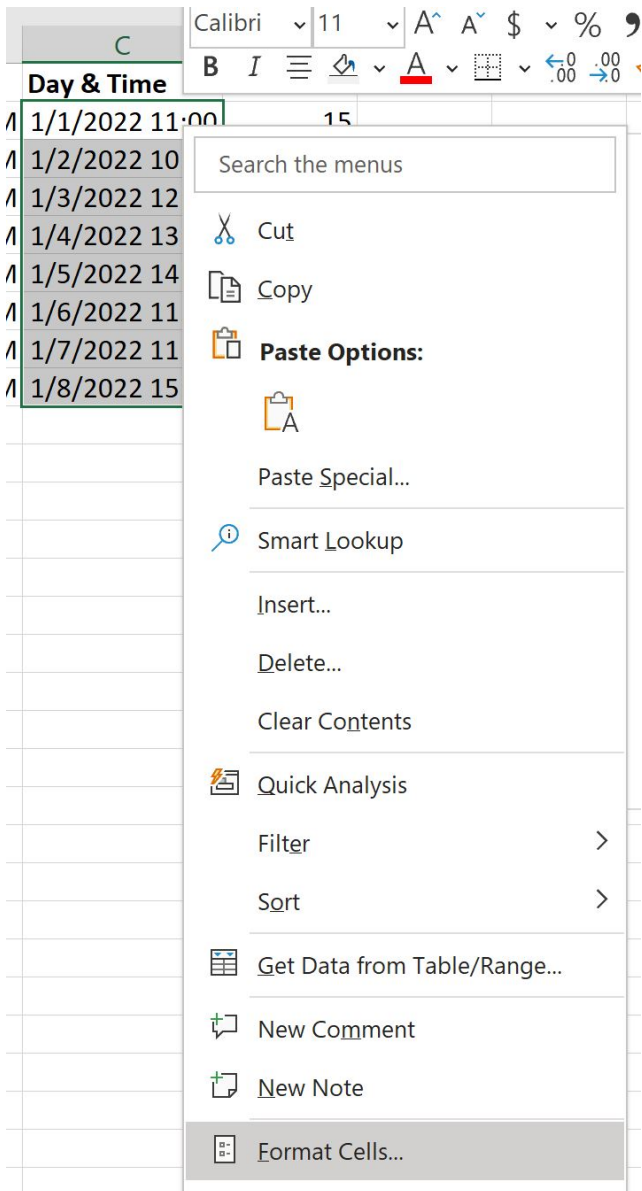 Calibri 11 A A $ % 9
B I A .00 .00
C
Day & Time
M 1/1/2022 11:00 15
M 1/2/2022 10
M 1/3/2022 12
M 1/4/2022 13
M 1/5/2022 14
M 1/6/2022 11
M 1/7/2022 11
M 1/8/2022 15
Search the menus
Cut
Copy
Paste Options:
A
Paste Special...
Smart Lookup
Insert...
Delete...
Clear Contents
Quick Analysis
Filter
Sort
Get Data from Table/Range...
New Comment
New Note
Format Cells...